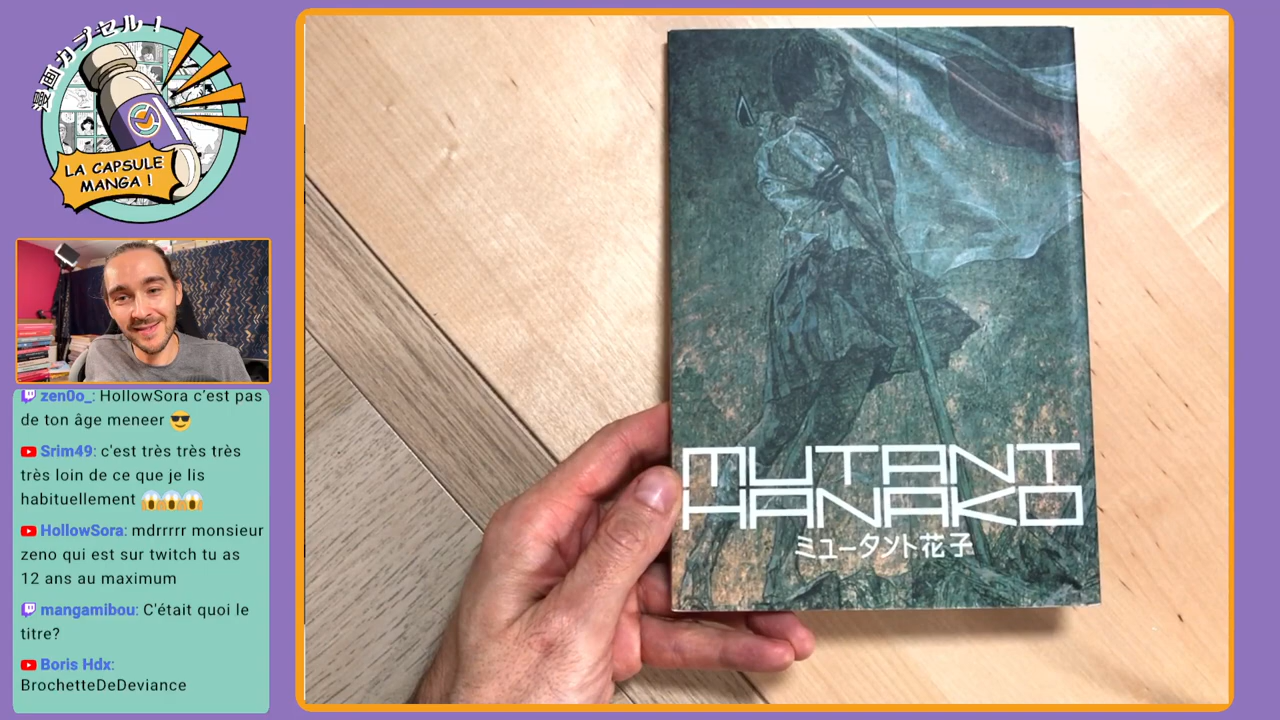 漫画カプセル！
LA CAPSULE
MANGA !
zen0o_: HollowSora c’est pas
de ton âge meneer 😎
Srim49: c'est très très très
très loin de ce que je lis
habituellement 😱😱😱
HollowSora: mdrrrrr monsieur
zeno qui est sur twitch tu as
12 ans au maximum
mangamibou: C'était quoi le
titre?
Boris Hdx:
BrochetteDeDeviance
MUTANT
HANAKO
ミュータント花子